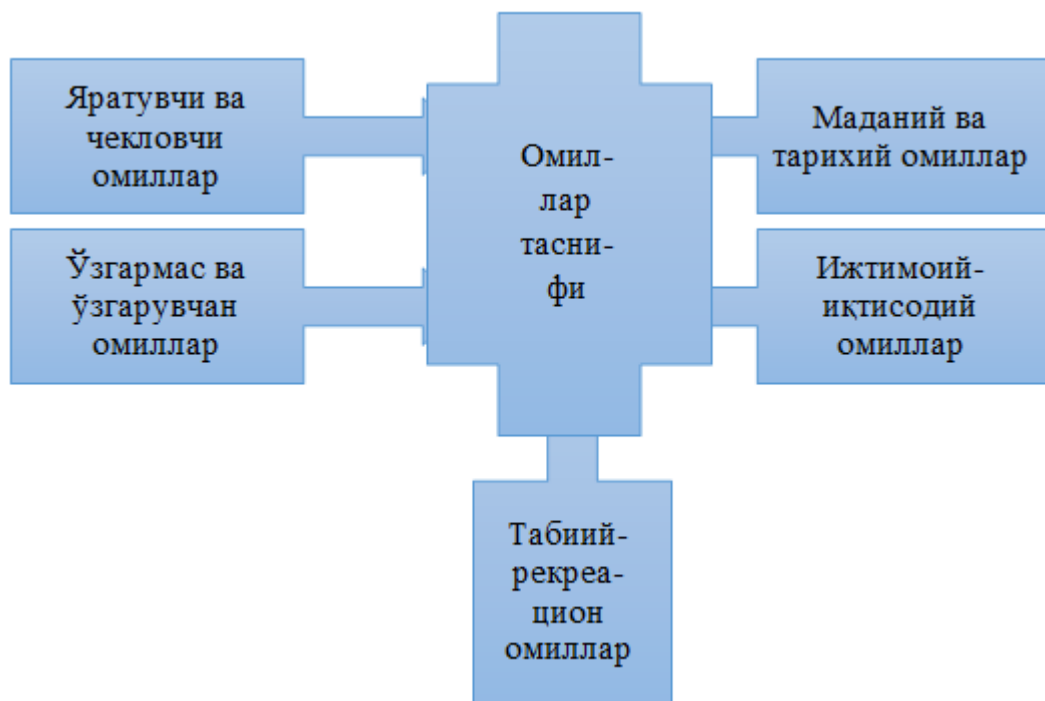 Яратувчи ва
чекловчи
омиллар
Ўзгармас ва
ўзгарувчан
омиллар
Омил-
лар
тасни-
фи
Маданий ва
тарихий омиллар
Ижтимоий-
иқтисодий
омиллар
Табиий-
рекреа-
цион
омиллар